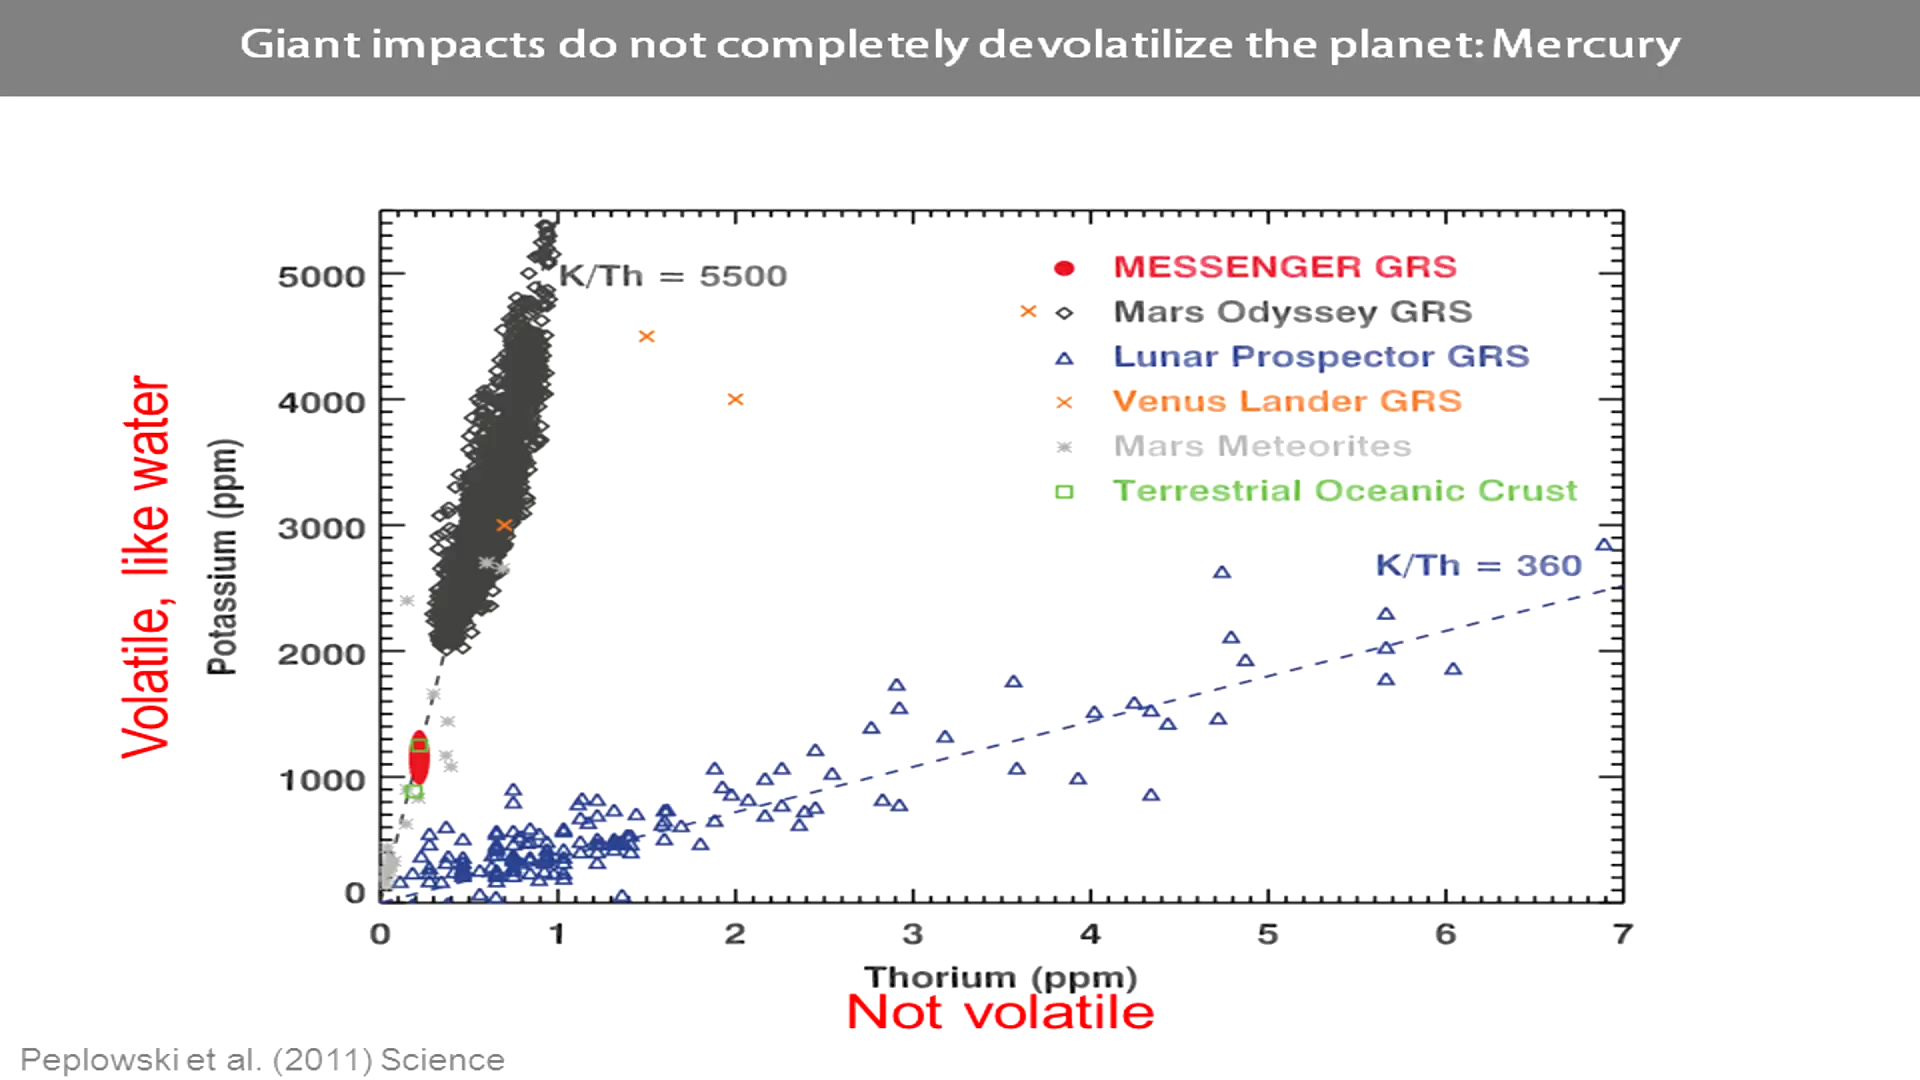 Giant impacts do not completely devolatilize the planet: Mercury
Volatile, like water
Potassium (ppm)
5000
4000
3000
2000
1000
0
K/Th = 5500
MESSENGER GRS
Mars Odyssey GRS
Lunar Prospector GRS
Venus Lander GRS
Mars Meteorites
Terrestrial Oceanic Crust
K/Th = 360
0 1 2 3 4 5 6 7
Thorium (ppm)
Not volatile
Peplowski et al. (2011) Science